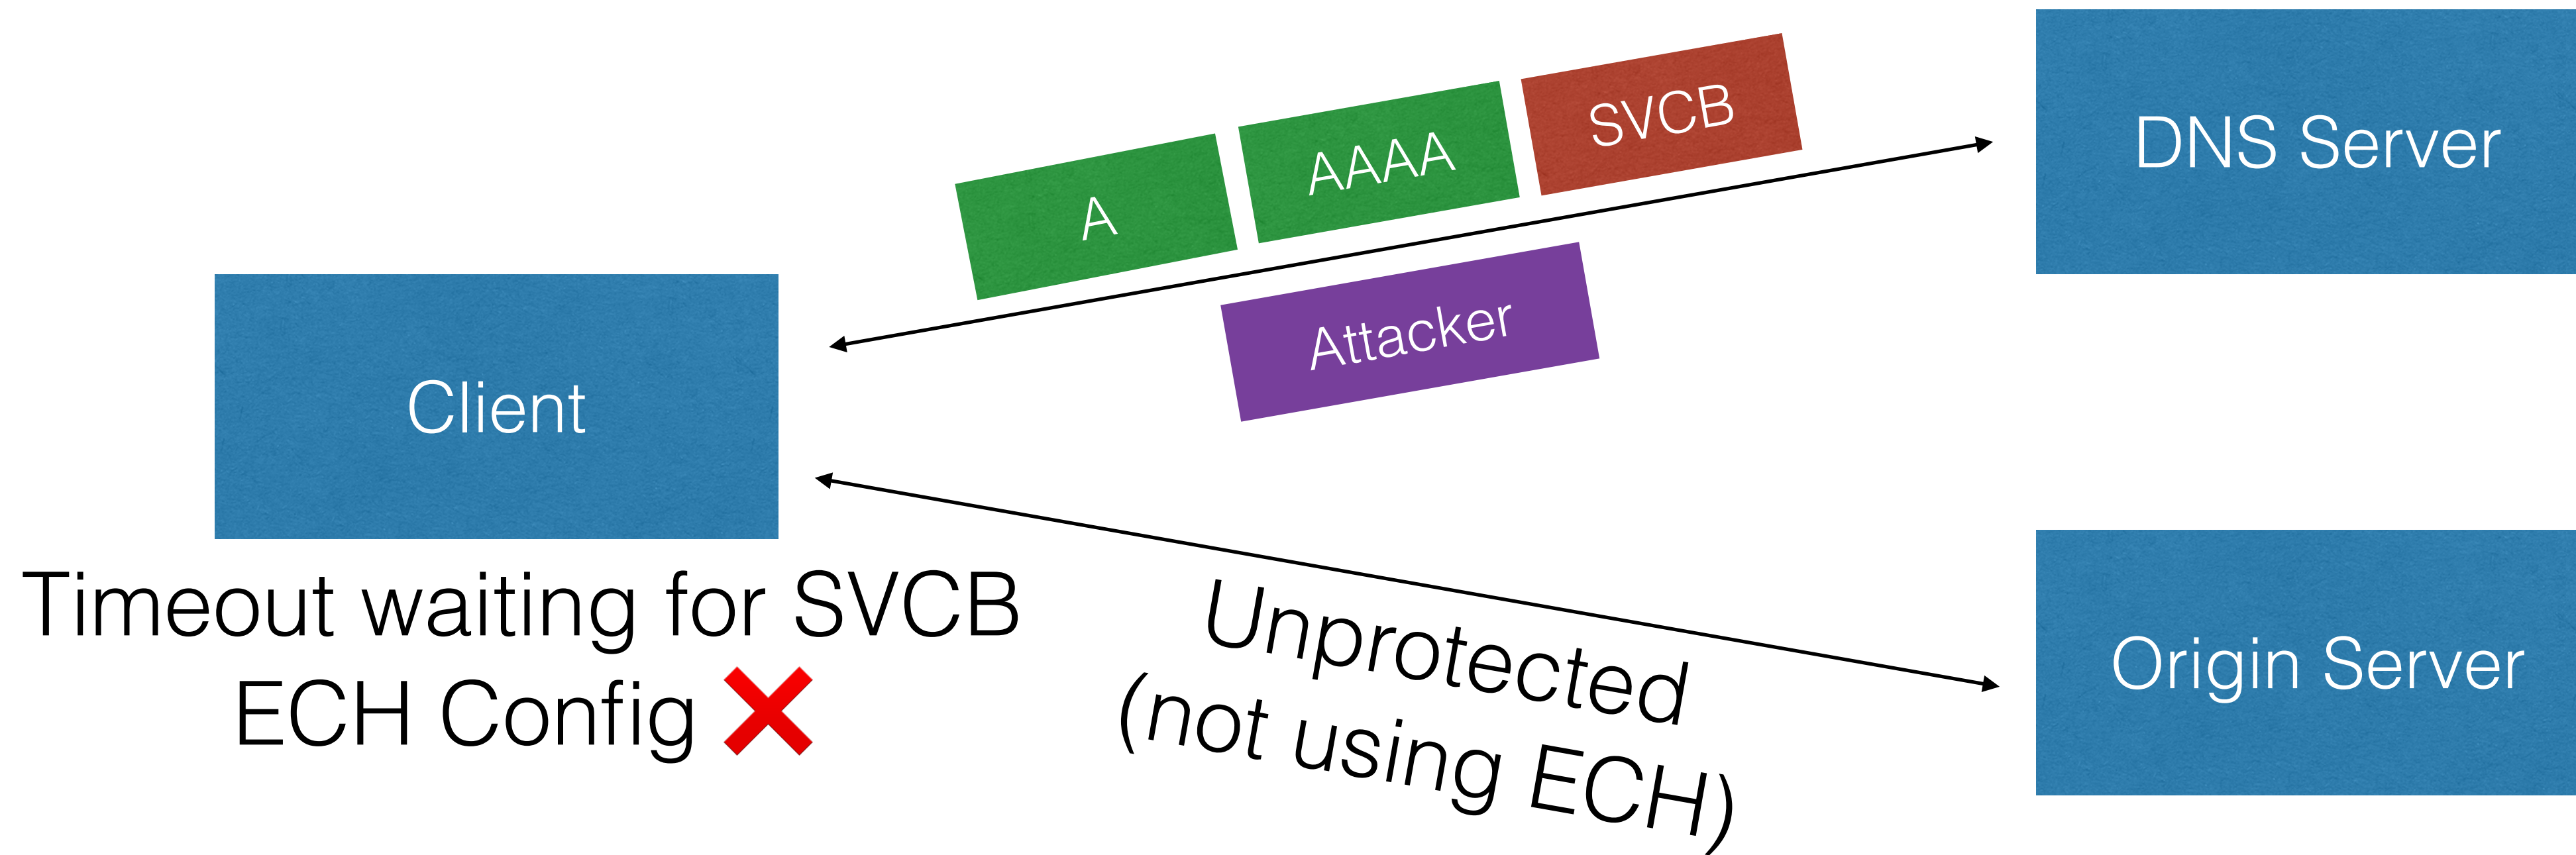 A
AAAA
SVCB
DNS Server
Attacker
Client
Timeout waiting for SVCB
ECH Config ❌
Unprotected
(not using ECH)
Origin Server